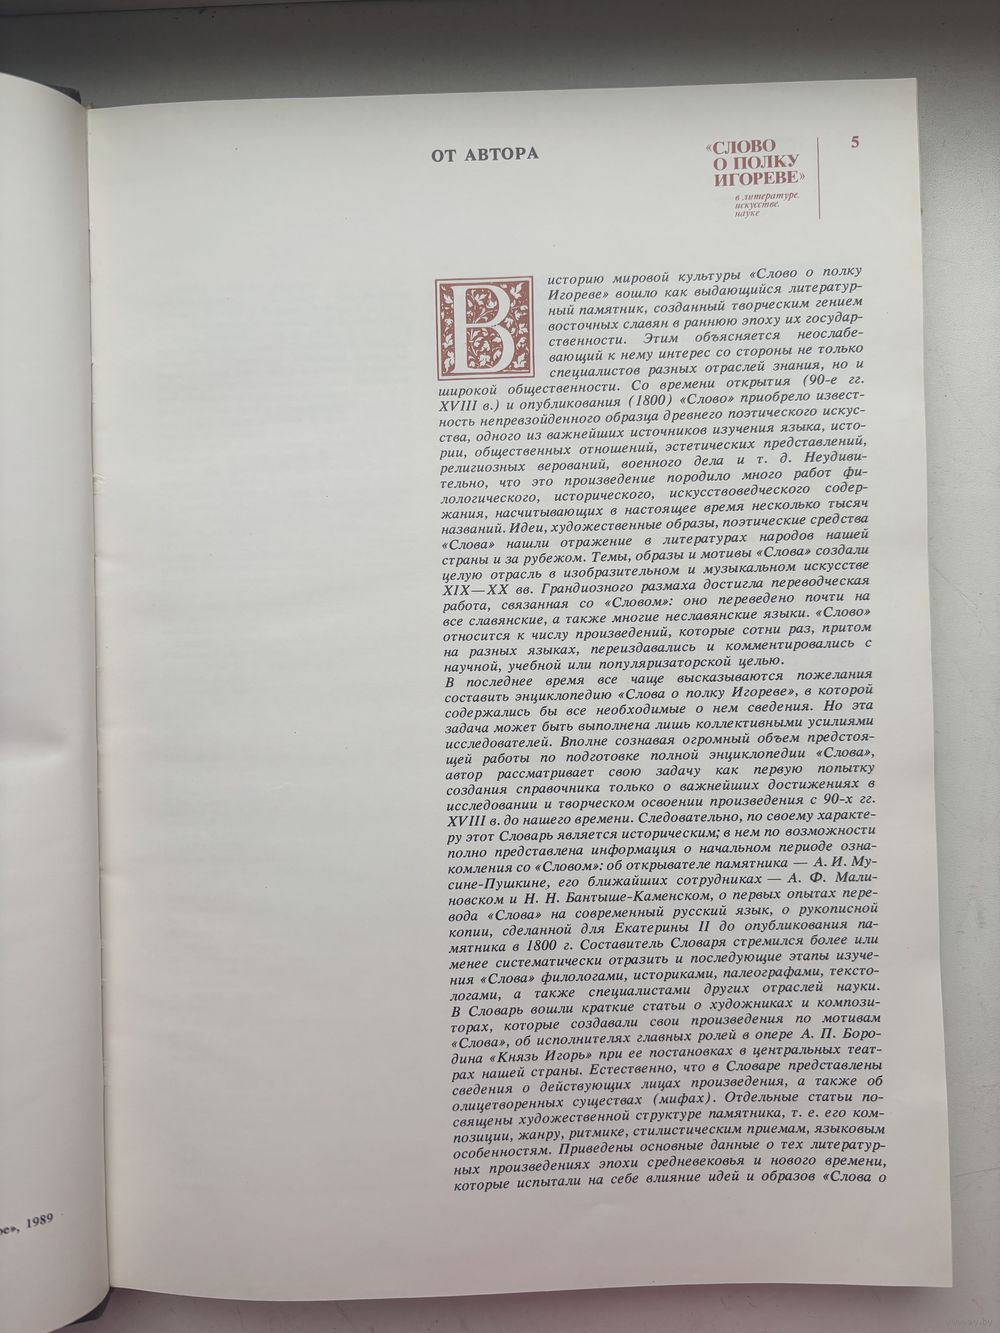 ОТ АВТОРА
«СЛОВО
О ПОЛКУ
ИГОРЕВЕ»
в литературе,
искусстве,
науке
5
В историю мировой культуры «Слово о полку
Игореве» вошло как выдающийся литератур-
ный памятник, созданный творческим гением
восточных славян в раннюю эпоху их государ-
ственности. Этим объясняется неослабе-
вающий к нему интерес со стороны не только
специалистов разных отраслей знания, но и
широкой общественности. Со времени открытия (90-е гг.
XVIII в.) и опубликования (1800) «Слово» приобрело извест-
ность непревзойденного образца древнего поэтического искус-
ства, одного из важнейших источников изучения языка, исто-
рии, общественных отношений, эстетических представлений,
религиозных верований, военного дела и т. д. Неудиви-
тельно, что это произведение породило много работ фи-
лологического, исторического, искусствоведческого содер-
жания, насчитывающих в настоящее время несколько тысяч
названий. Идеи, художественные образы, поэтические средства
«Слова» нашли отражение в литературах народов нашей
страны и за рубежом. Темы, образы и мотивы «Слова» создали
целую отрасль в изобразительном и музыкальном искусстве
XIX—XX вв. Грандиозного размаха достигла переводческая
работа, связанная со «Словом»: оно переведено почти на
все славянские, а также многие неславянские языки. «Слово»
относится к числу произведений, которые сотни раз, притом
на разных языках, переиздавались и комментировались с
научной, учебной или популяризаторской целью.
В последнее время все чаще высказываются пожелания
составить энциклопедию «Слова о полку Игореве», в которой
содержались бы все необходимые о нем сведения. Но эта
задача может быть выполнена лишь коллективными усилиями
исследователей. Вполне сознавая огромный объем предстоя-
щей работы по подготовке полной энциклопедии «Слова»,
автор рассматривает свою задачу как первую попытку
создания справочника только о важнейших достижениях в
исследовании и творческом освоении произведения с 90-х гг.
XVIII в. до нашего времени. Следовательно, по своему характе-
ру этот Словарь является историческим; в нем по возможности
полно представлена информация о начальном периоде озна-
комления со «Словом»: об открывателе памятника — А. И. Му-
сине-Пушкине, его ближайших сотрудниках — А. Ф. Мали-
новском и Н. Н. Бантыше-Каменском, о первых опытах пере-
вода «Слова» на современный русский язык, о рукописной
копии, сделанной для Екатерины II до опубликования па-
мятника в 1800 г. Составитель Словаря стремился более или
менее систематически отразить и последующие этапы изуче-
ния «Слова» филологами, историками, палеографами, тексто-
логами, а также специалистами других отраслей науки.
В Словарь вошли краткие статьи о художниках и компози-
торах, которые создавали свои произведения по мотивам
«Слова», об исполнителях главных ролей в опере А. П. Боро-
дина «Князь Игорь» при ее постановках в центральных теат-
рах нашей страны. Естественно, что в Словаре представлены
сведения о действующих лицах произведения, а также об
олицетворенных существах (мифах). Отдельные статьи по-
священы художественной структуре памятника, т. е. его ком-
позиции, жанру, ритмике, стилистическим приемам, языковым
особенностям. Приведены основные данные о тех литератур-
ных произведениях эпохи средневековья и нового времени,
которые испытали на себе влияние идей и образов «Слова о
1989